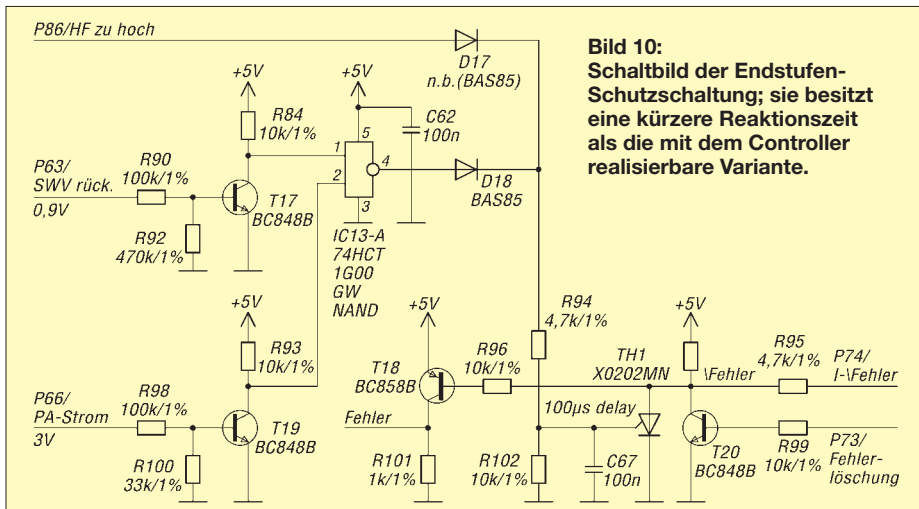 P86/HF zu hoch
D17
n.b.(BAS85)
Bild 10:
Schaltbild der Endstufen-
Schutzschaltung; sie besitzt
eine kürzere Reaktionszeit
als die mit dem Controller
realisierbare Variante.
+5V
R84
10k/1%
+5V
C62
100n
5
1
2
4
3
P63/
SWV rück.
0,9V
R90
100k/1%
T17
BC848B
R92
470k/1%
IC13-A
74HCT
1G00
GW
NAND
D18
BAS85
+5V
R93
10k/1%
P66/
PA-Strom
3V
R98
100k/1%
T19
BC848B
R100
33k/1%
+5V
T18
BC858B
R96
10k/1%
R94
4,7k/1%
TH1
X0202MN
+5V
\Fehler
R95
4,7k/1%
P74/
I-\Fehler
Fehler
100µs delay
R101
1k/1%
R102
10k/1%
C67
100n
T20
BC848B
R99
10k/1%
P73/
Fehler-
löschung